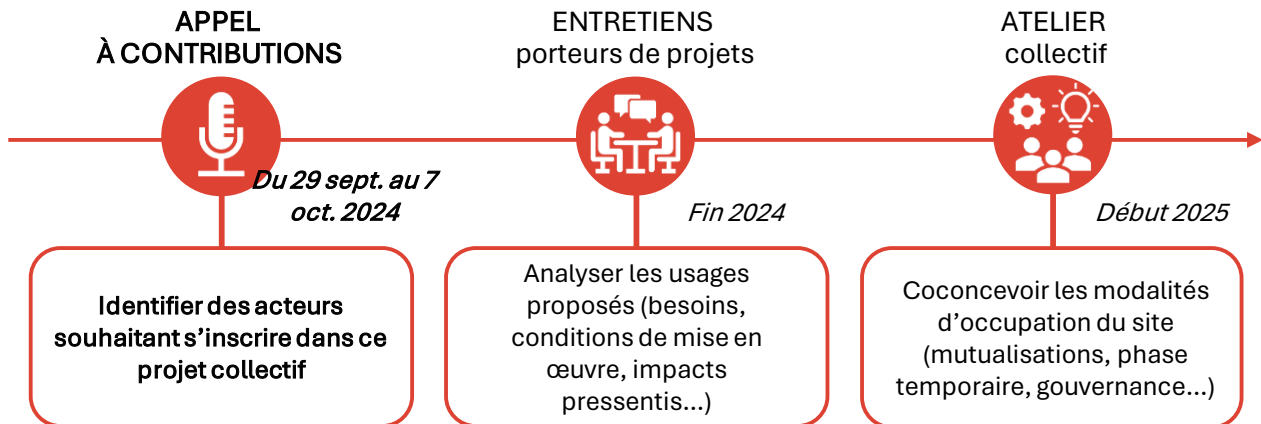 APPEL
À CONTRIBUTIONS
Du 29 sept. au 7
oct. 2024
Identifier des acteurs
souhaitant s’inscrire dans ce
projet collectif
ENTRETIENS
porteurs de projets
Fin 2024
Analyser les usages
proposés (besoins,
conditions de mise en
œuvre, impacts
pressentis...)
ATELIER
collectif
Début 2025
Coconcevoir les modalités
d’occupation du site
(mutualisations, phase
temporaire, gouvernance...)